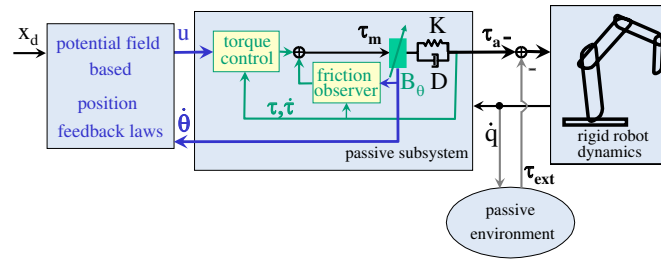 x_d
potential field
based
position
feedback laws
u
θ̇
torque
control
friction
observer
τ,τ̇
τ_m
B_θ
K
D
passive subsystem
τ_a
-
-
q̇
τ_ext
rigid robot
dynamics
passive
environment